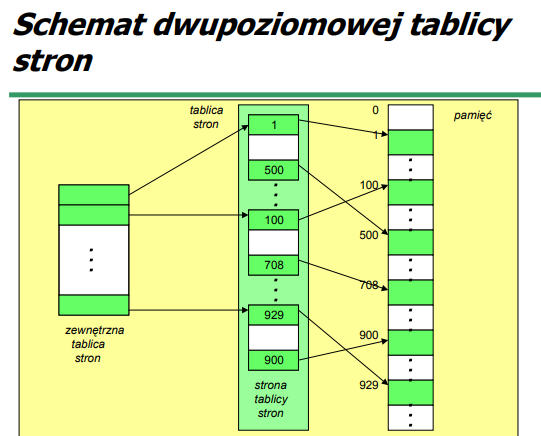 Schemat dwupoziomowej tablicy
stron
tablica
stron
1
500
100
708
929
900
strona
tablicy
stron
zewnętrzna
tablica
stron
0
1
100
500
708
900
929
pamięć